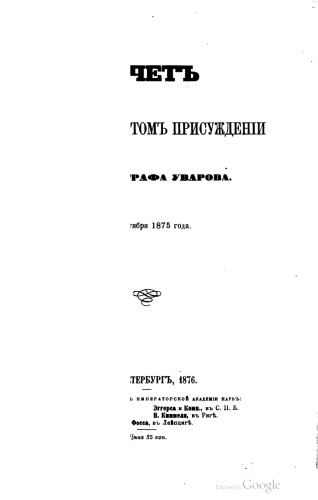 ЧЕТЪ
ТОМЪ ПРИСУЖДЕНІИ
РАФА УВАРОВА.
тября 1875 года.
ТЕРБУРГЪ, 1876.
Ъ ИМПЕРАТОРСКОЙ АКАДЕМІИ НАУКЪ:
Эггерса и Комп., въ С. П. Б.
Н. Киммеля, въ Ригѣ.
Фосса, въ Лейпцигѣ.
Цѣна 35 коп.
Digitized by Google